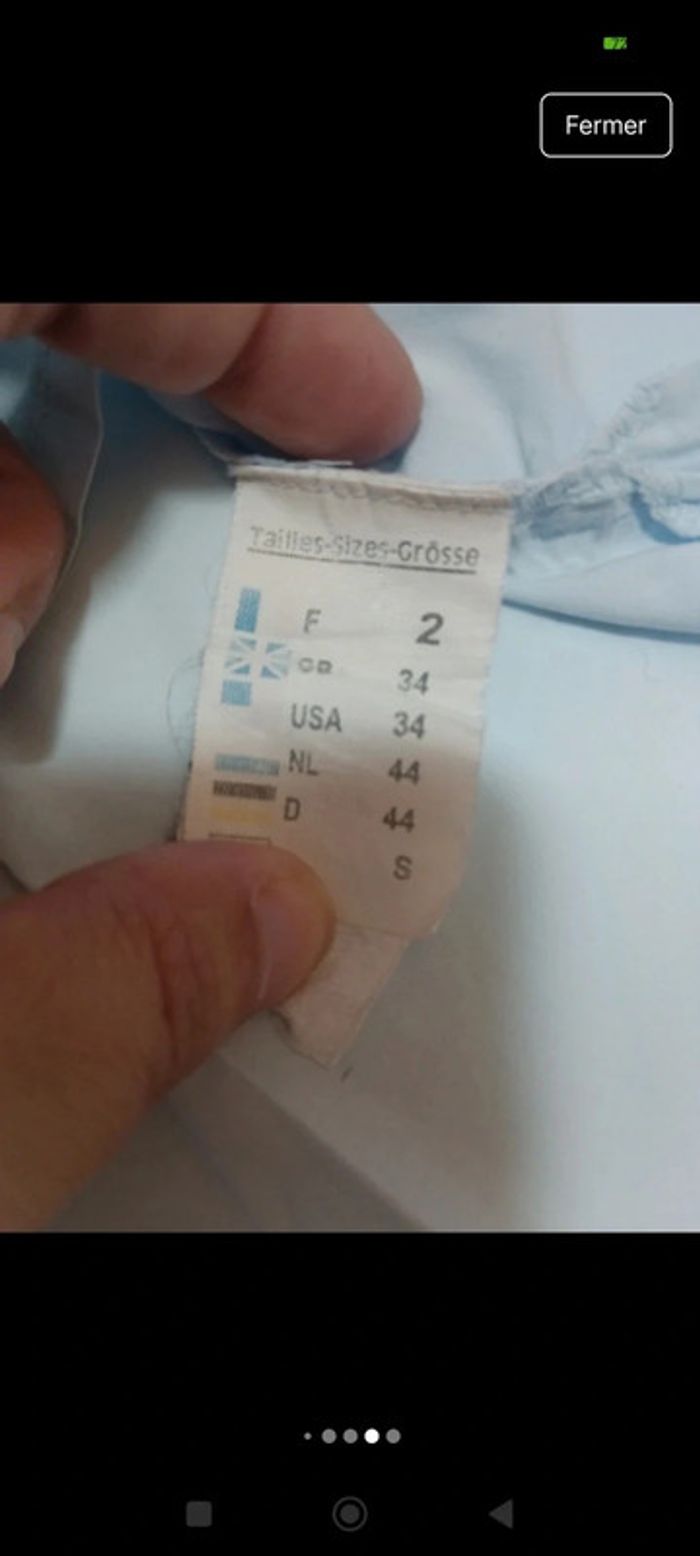 Fermer
Tailles-Sizes-Grösse
F 2
GB 34
USA 34
NL 44
D 44
S